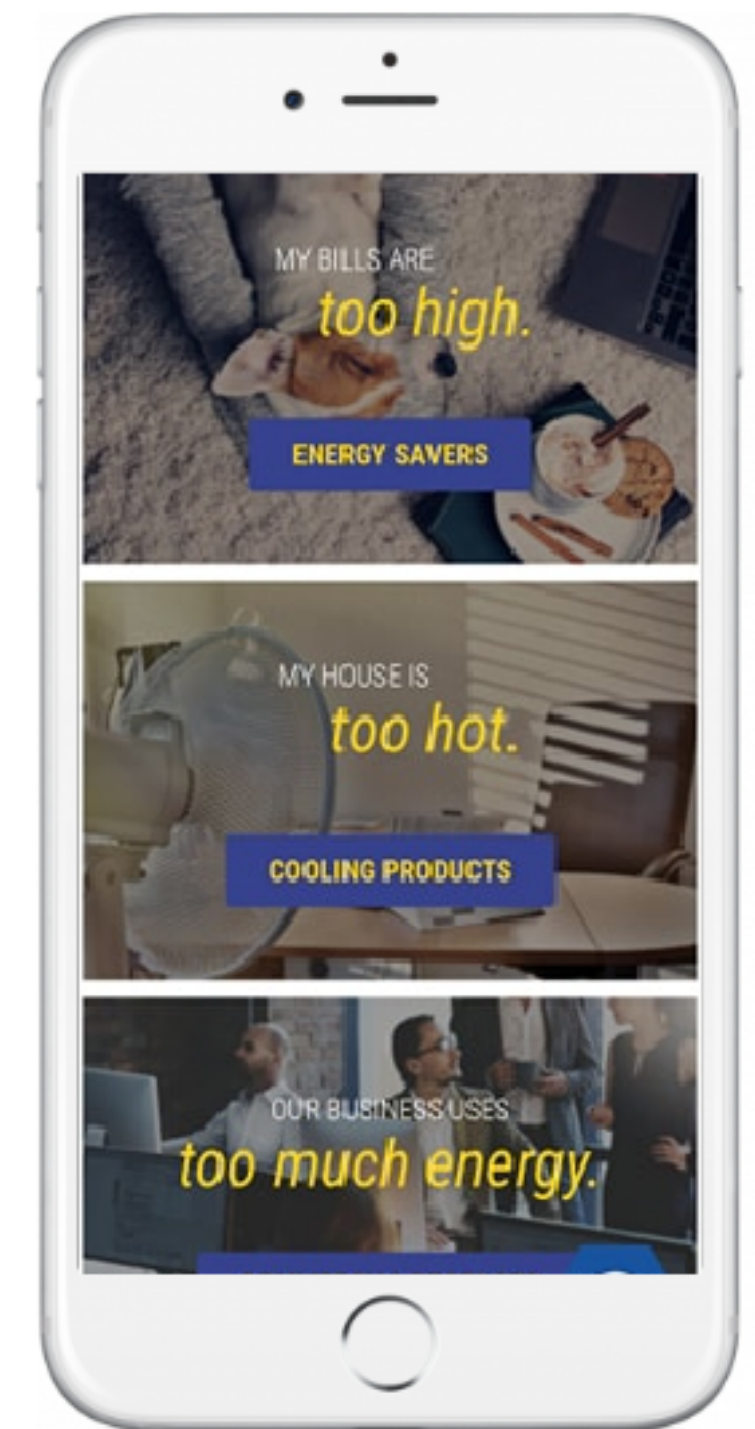 MY BILLS ARE
too high.
ENERGY SAVERS
MY HOUSE IS
too hot.
COOLING PRODUCTS
OUR BUSINESS USES
too much energy.